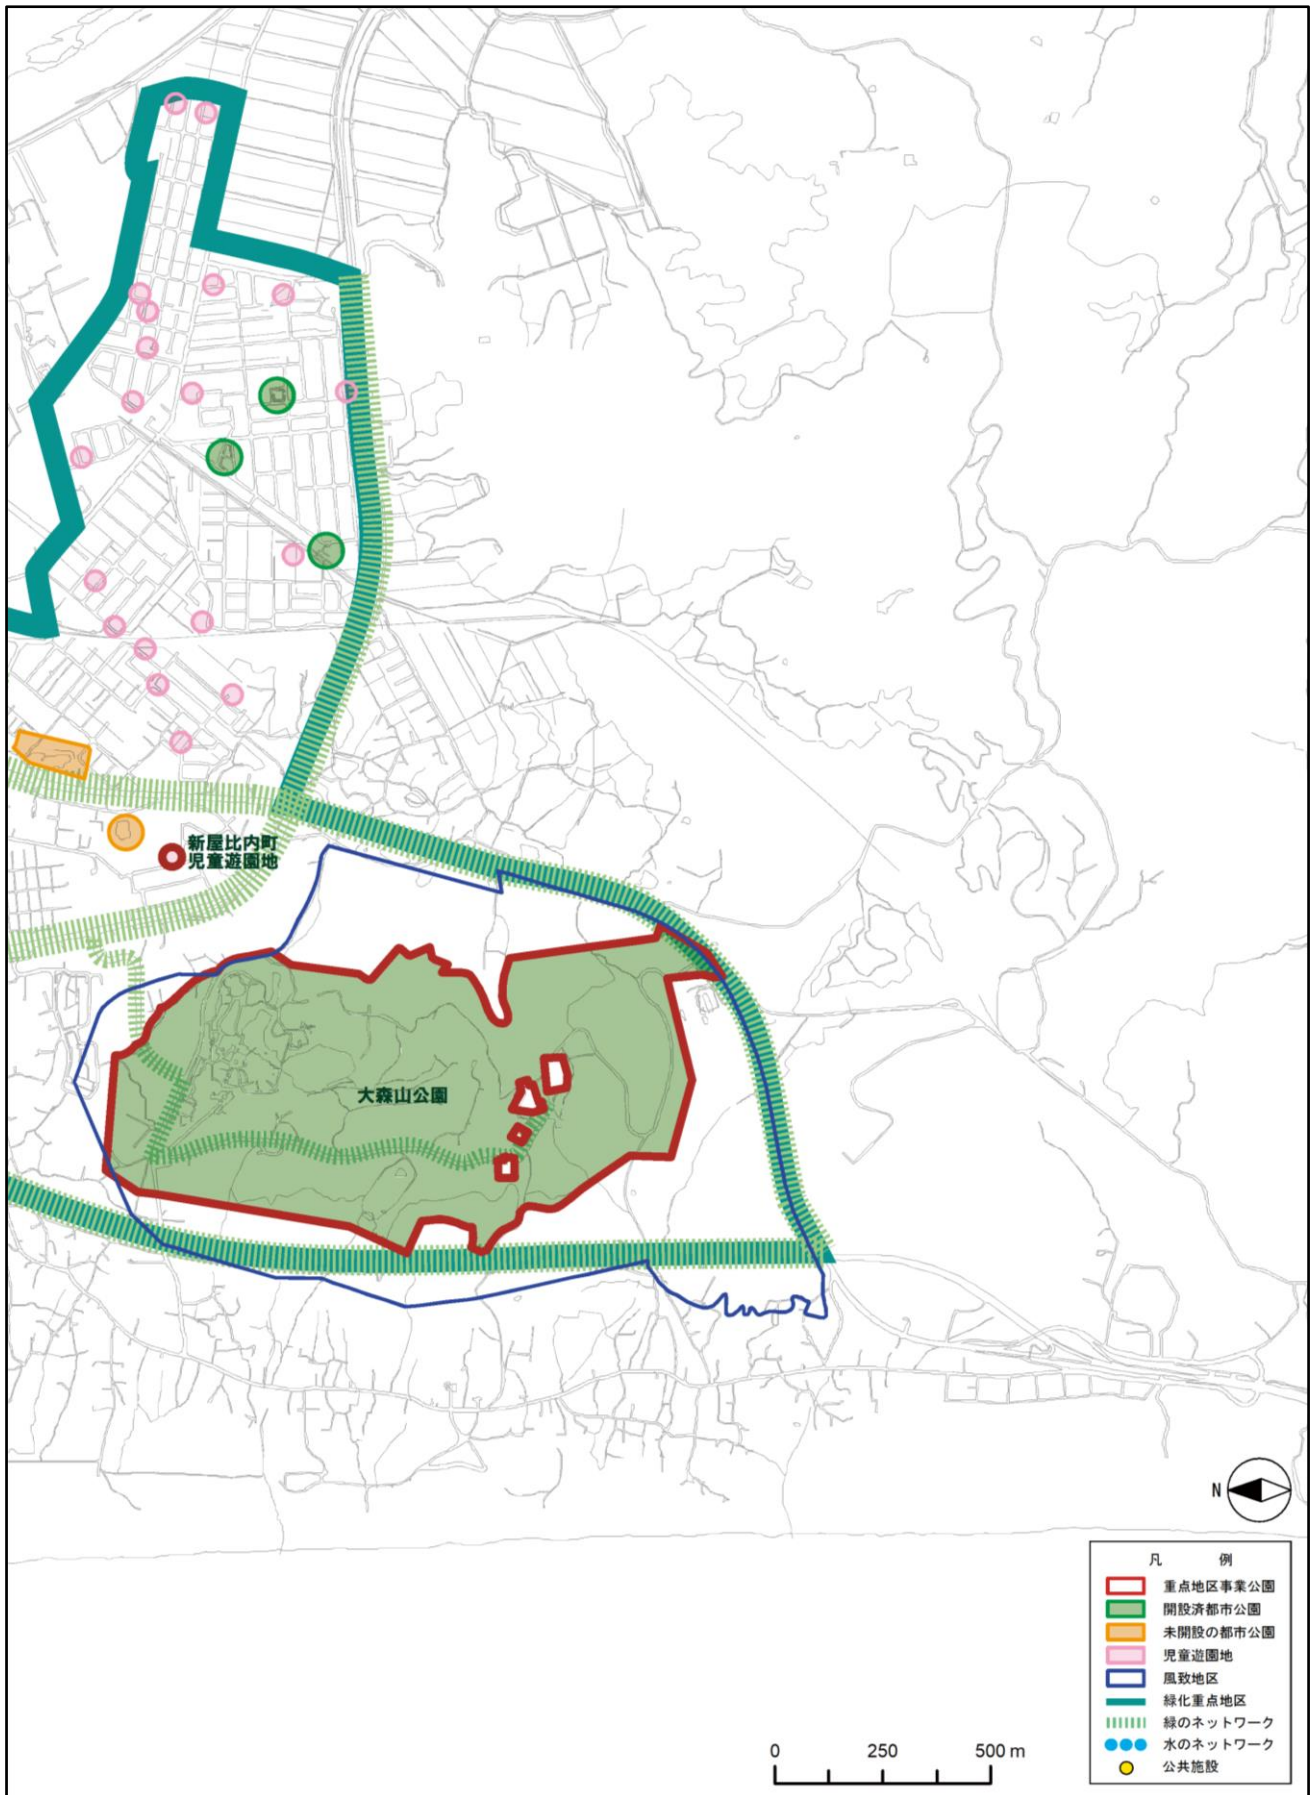 新屋比内町
児童遊園地
大森山公園
N
凡 例
重点地区事業公園
開設済都市公園
未開設の都市公園
児童遊園地
風致地区
緑化重点地区
緑のネットワーク
水のネットワーク
公共施設
0 250 500 m